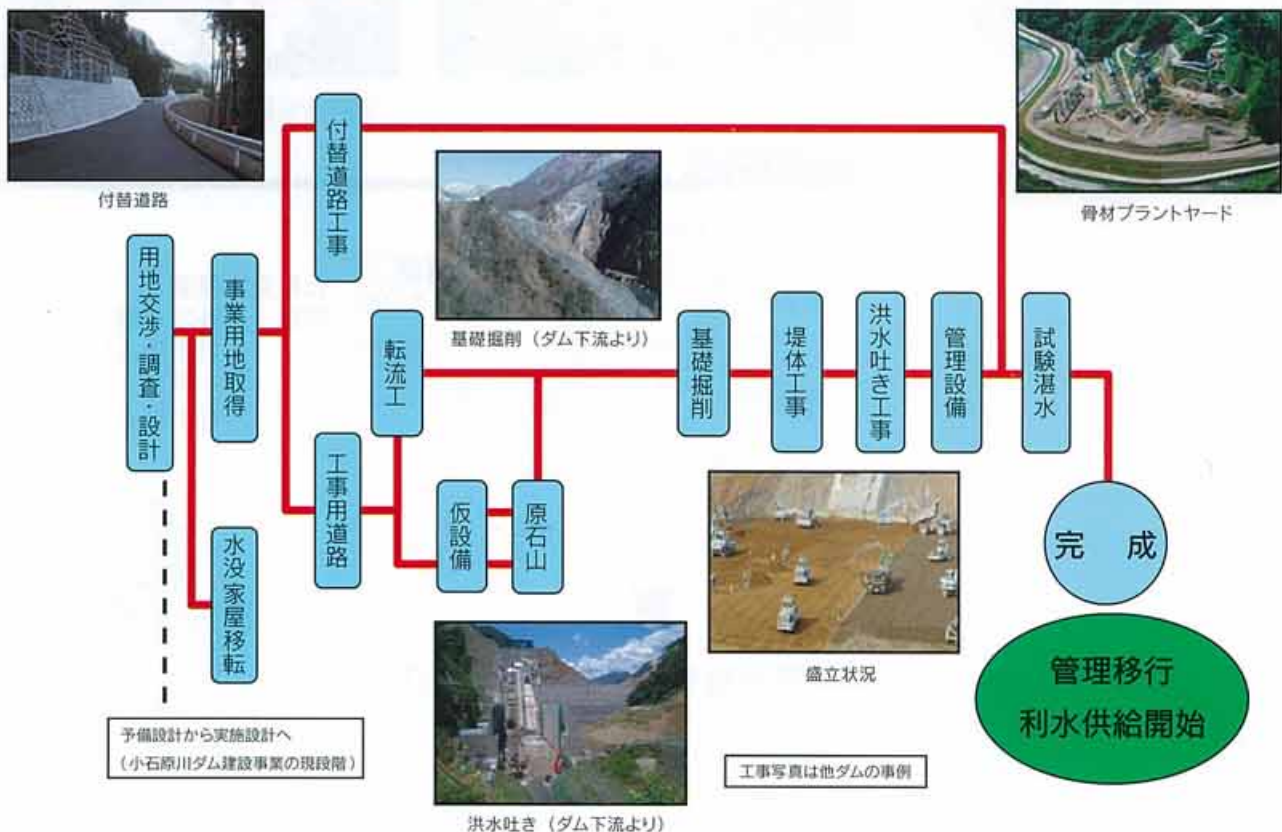 付替道路
骨材プラントヤード
用地交渉・調査・設計
事業用地取得
水没家屋移転
付替道路工事
工事用道路
転流工
仮設備
原石山
基礎掘削（ダム下流より）
基礎掘削
堤体工事
洪水吐き工事
管理設備
試験湛水
完　成
管理移行
利水供給開始
盛立状況
洪水吐き（ダム下流より）
予備設計から実施設計へ
（小石原川ダム建設事業の現段階）
工事写真は他ダムの事例